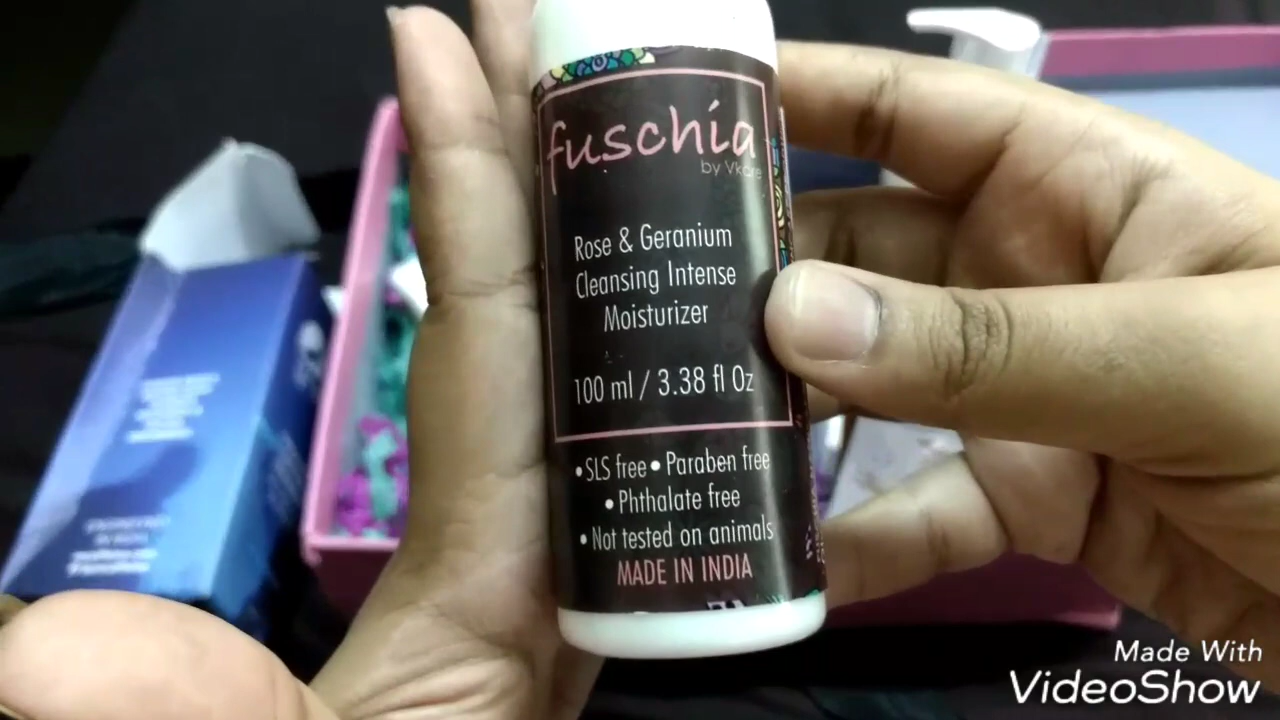 fuschia
by Vkare
Rose & Geranium
Cleansing Intense
Moisturizer
100 ml / 3.38 fl Oz
•SLS free • Paraben free
• Phthalate free
• Not tested on animals
MADE IN INDIA
Made With
VideoShow